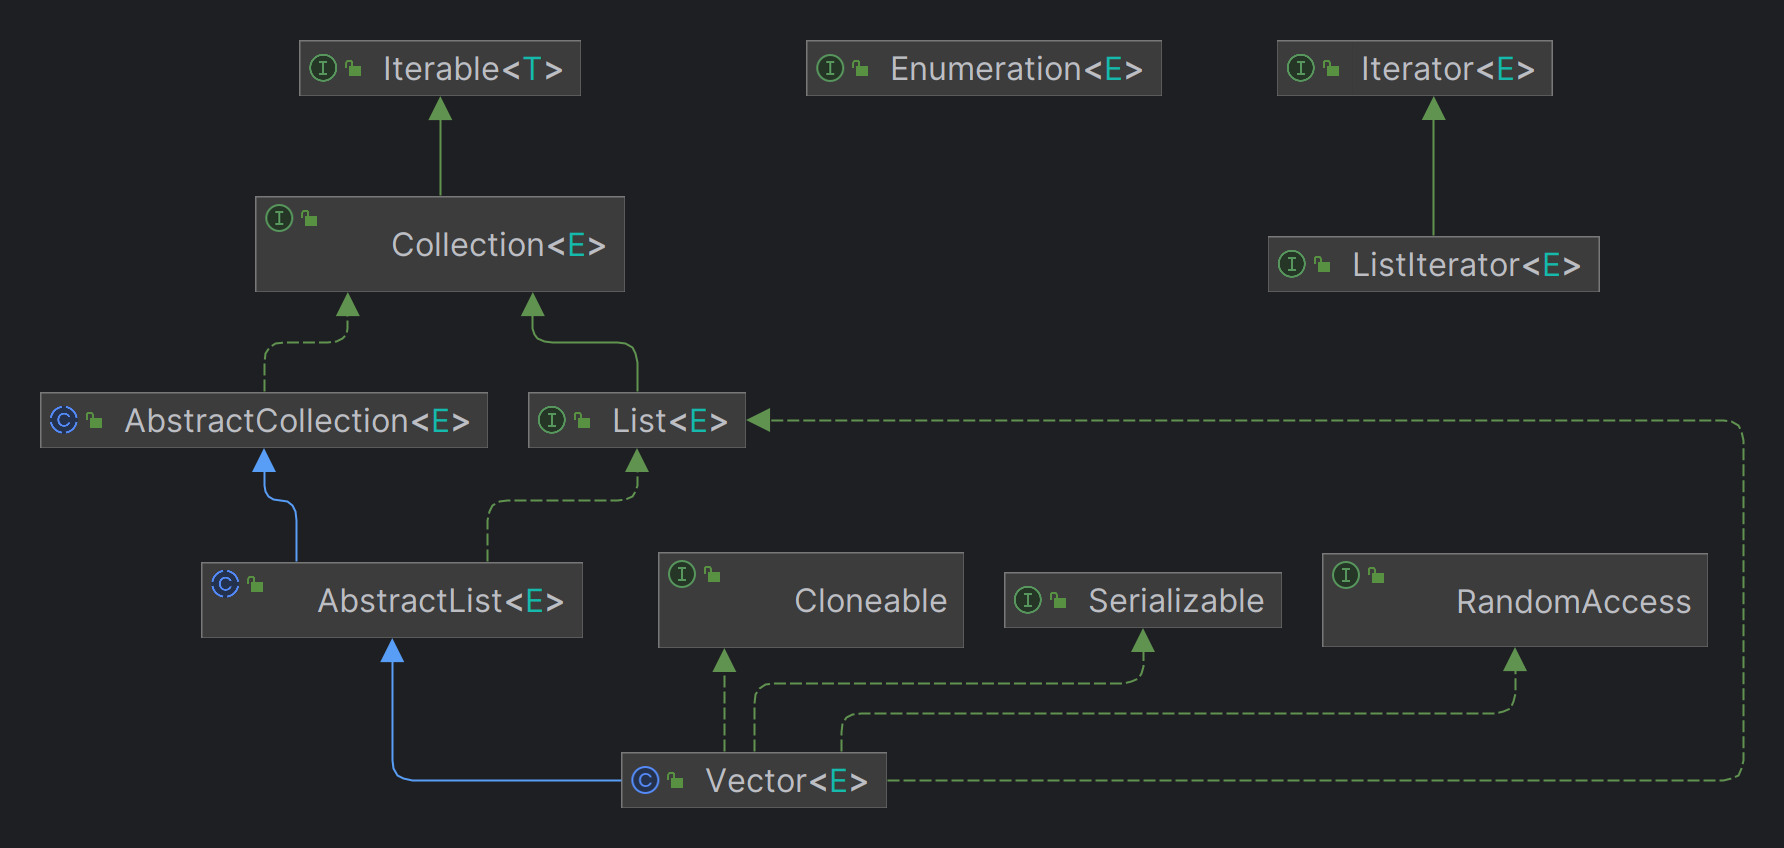 Iterable<T>
Enumeration<E>
Iterator<E>
Collection<E>
ListIterator<E>
AbstractCollection<E>
List<E>
AbstractList<E>
Cloneable
Serializable
RandomAccess
Vector<E>